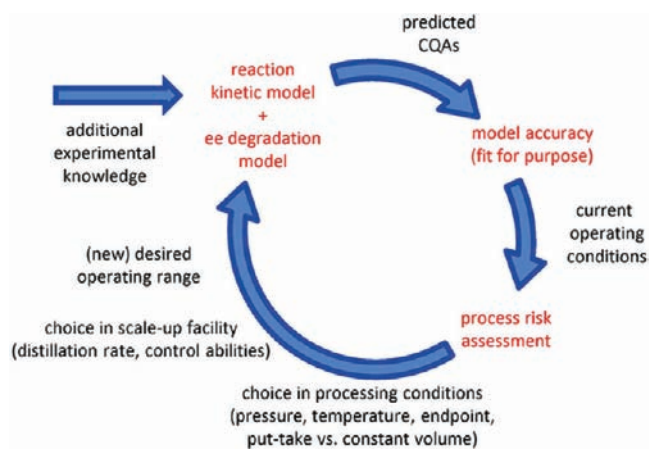 predicted
CQAs
reaction
kinetic model
+
ee degradation
model
additional
experimental
knowledge
model accuracy
(fit for purpose)
current
operating
conditions
process risk
assessment
(new) desired
operating range
choice in scale-up facility
(distillation rate, control abilities)
choice in processing conditions
(pressure, temperature, endpoint,
put-take vs. constant volume)